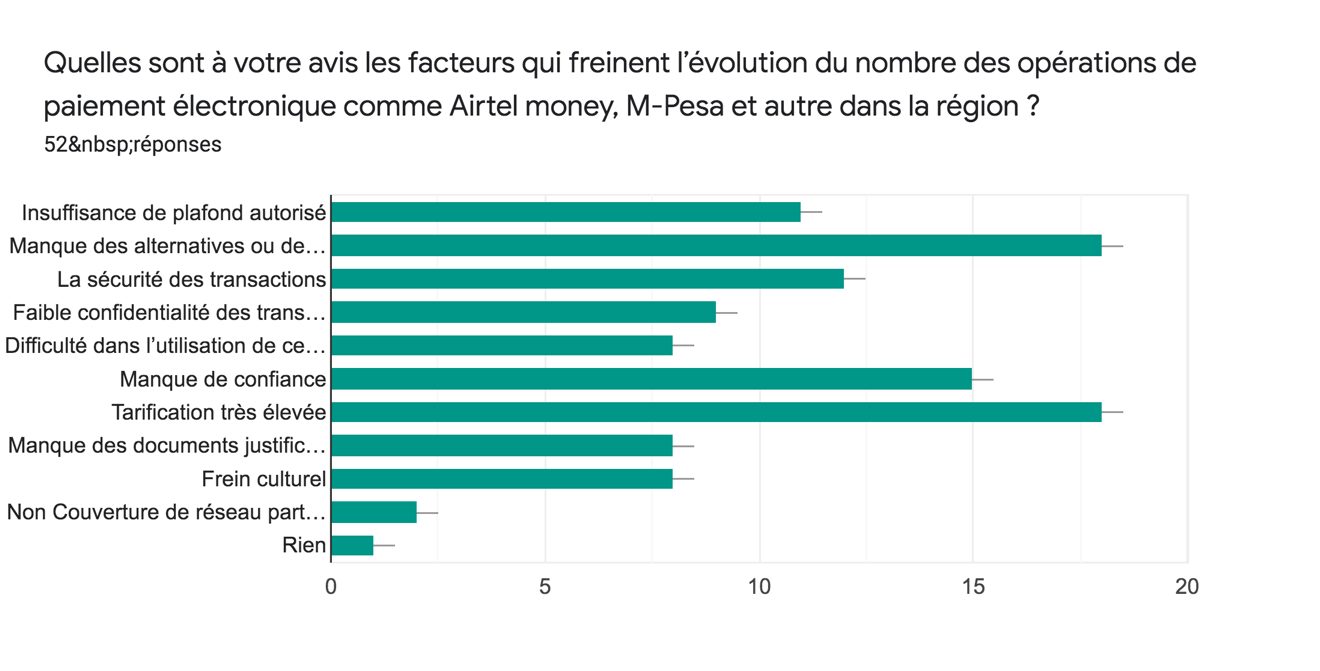 Quelles sont à votre avis les facteurs qui freinent l’évolution du nombre des opérations de
paiement électronique comme Airtel money, M-Pesa et autre dans la région ?
52&nbsp;réponses
Insuffisance de plafond autorisé
Manque des alternatives ou de…
La sécurité des transactions
Faible confidentialité des trans…
Difficulté dans l’utilisation de ce…
Manque de confiance
Tarification très élevée
Manque des documents justific…
Frein culturel
Non Couverture de réseau part…
Rien
0 5 10 15 20